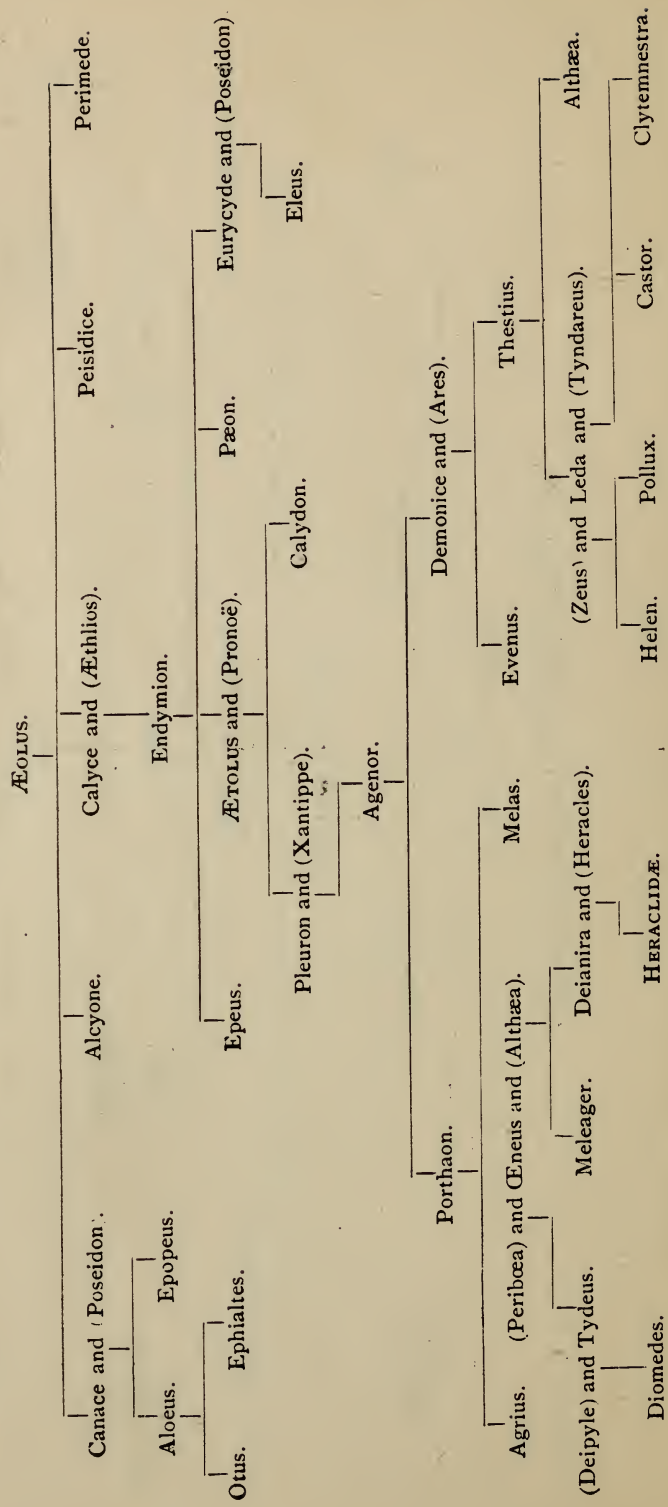 ÆOLUS.
Canace and (Poseidon). Alcyone. Calyce and (Æthlios). Peisidice. Perimede.
Aloeus. Epopeus. Endymion.
Otus. Ephialtes. Epeus. ÆTOLUS and (Pronoë). Pæon. Eurycyde and (Poseidon)
Eleus.
Pleuron and (Xantippe). Calydon.
Agenor.
Porthaon. Demonice and (Ares).
Agrius. (Peribœa) and Œneus and (Althæa). Melas. Evenus. Thestius.
(Deipyle) and Tydeus. Meleager. Deianira and (Heracles). (Zeus) and Leda and (Tyndareus). Althæa.
Diomedes. HERACLIDÆ. Helen. Pollux. Castor. Clytemnestra.